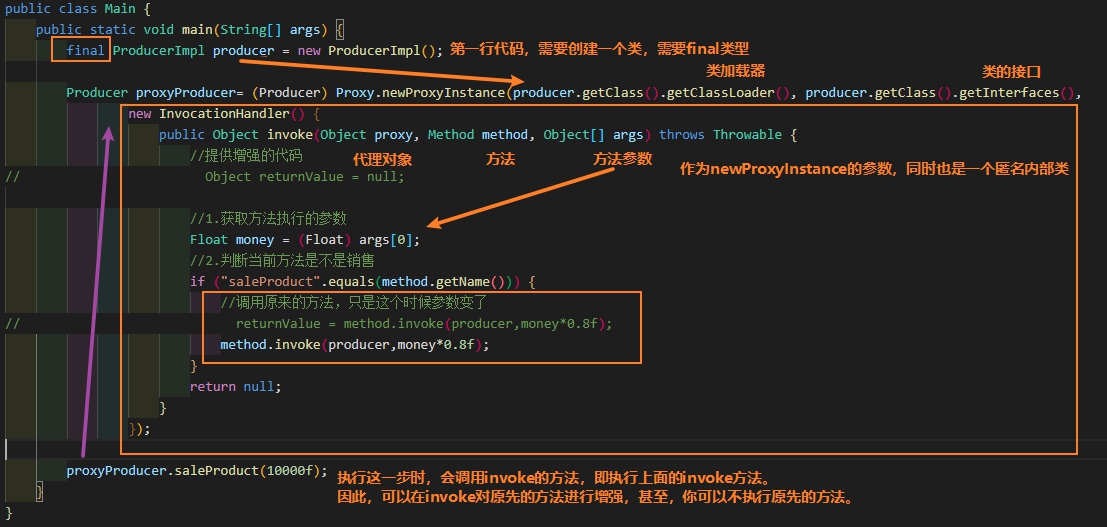 public class Main {
public static void main(String[] args) {
final ProducerImpl producer = new ProducerImpl(); 第一行代码，需要创建一个类，需要final类型
类加载器 类的接口
Producer proxyProducer= (Producer) Proxy.newProxyInstance(producer.getClass().getClassLoader(), producer.getClass().getInterfaces(),
new InvocationHandler() {
public Object invoke(Object proxy, Method method, Object[] args) throws Throwable {
//提供增强的代码 代理对象 方法 方法参数
// Object returnValue = null; 作为newProxyInstance的参数，同时也是一个匿名内部类
//1.获取方法执行的参数
Float money = (Float) args[0];
//2.判断当前方法是不是销售
if ("saleProduct".equals(method.getName())) {
//调用原来的方法，只是这个时候参数变了
// returnValue = method.invoke(producer,money*0.8f);
method.invoke(producer,money*0.8f);
}
return null;
}
});
proxyProducer.saleProduct(10000f); 执行这一步时，会调用invoke的方法，即执行上面的invoke方法。
} 因此，可以在invoke对原先的方法进行增强，甚至，你可以不执行原先的方法。
}